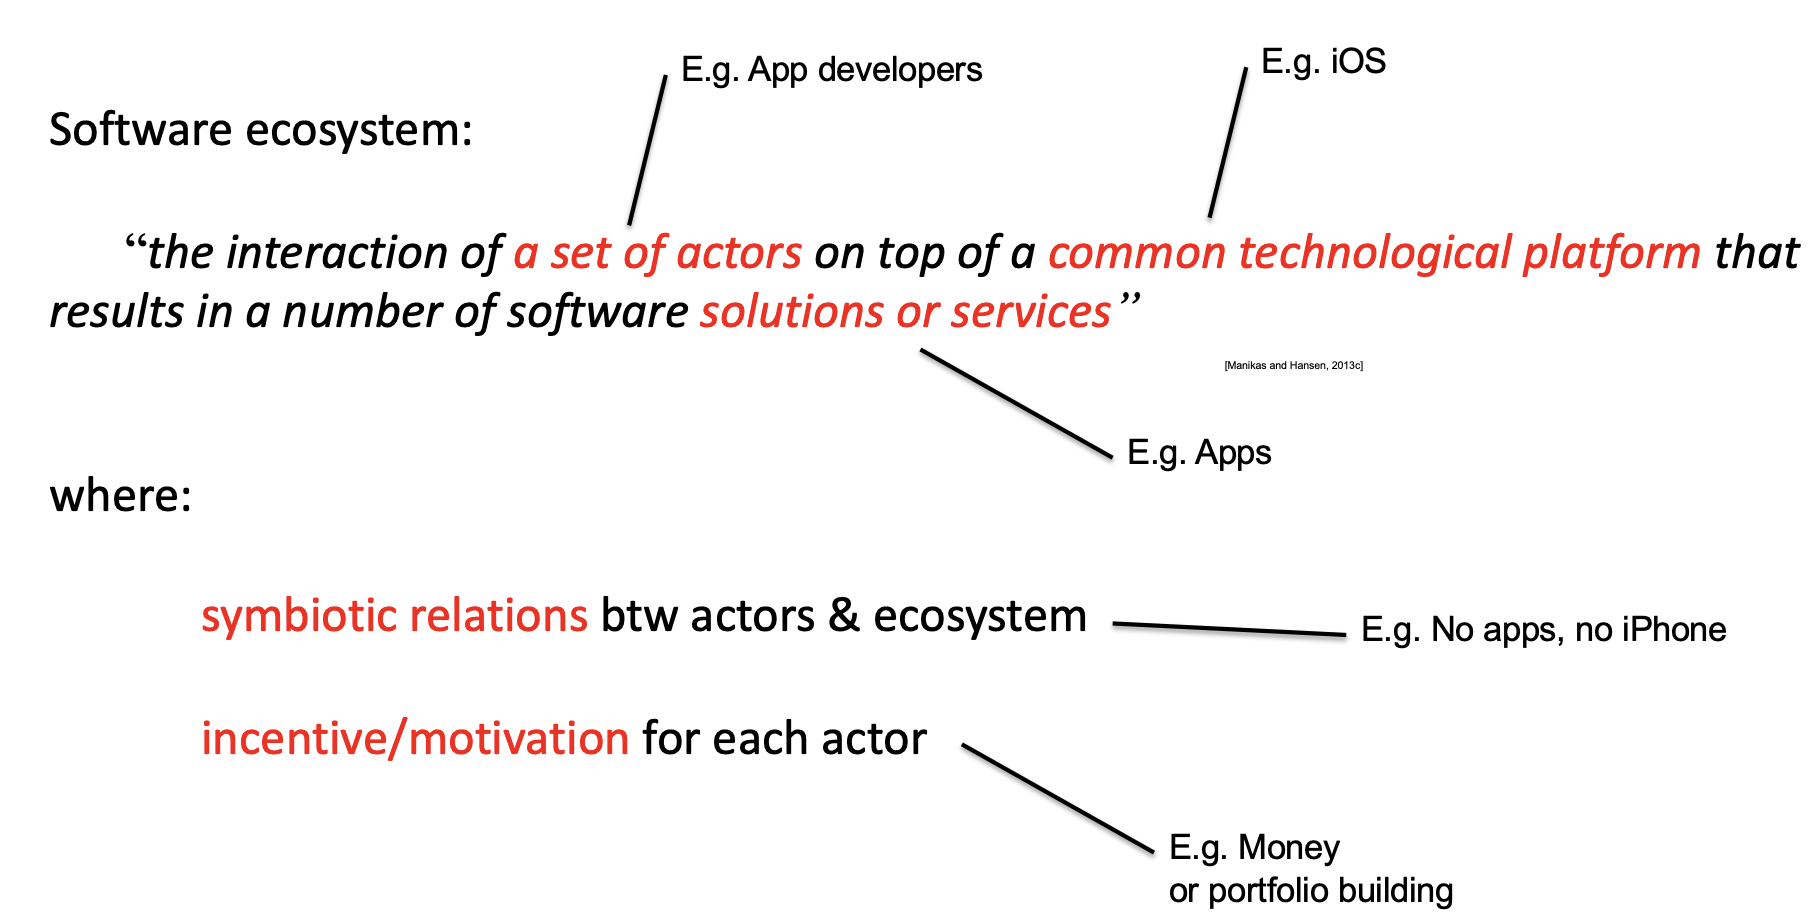 E.g. App developers
E.g. iOS
Software ecosystem:
“the interaction of a set of actors on top of a common technological platform that
results in a number of software solutions or services”
[Manikas and Hansen, 2013c]
E.g. Apps
where:
symbiotic relations btw actors & ecosystem
E.g. No apps, no iPhone
incentive/motivation for each actor
E.g. Money
or portfolio building